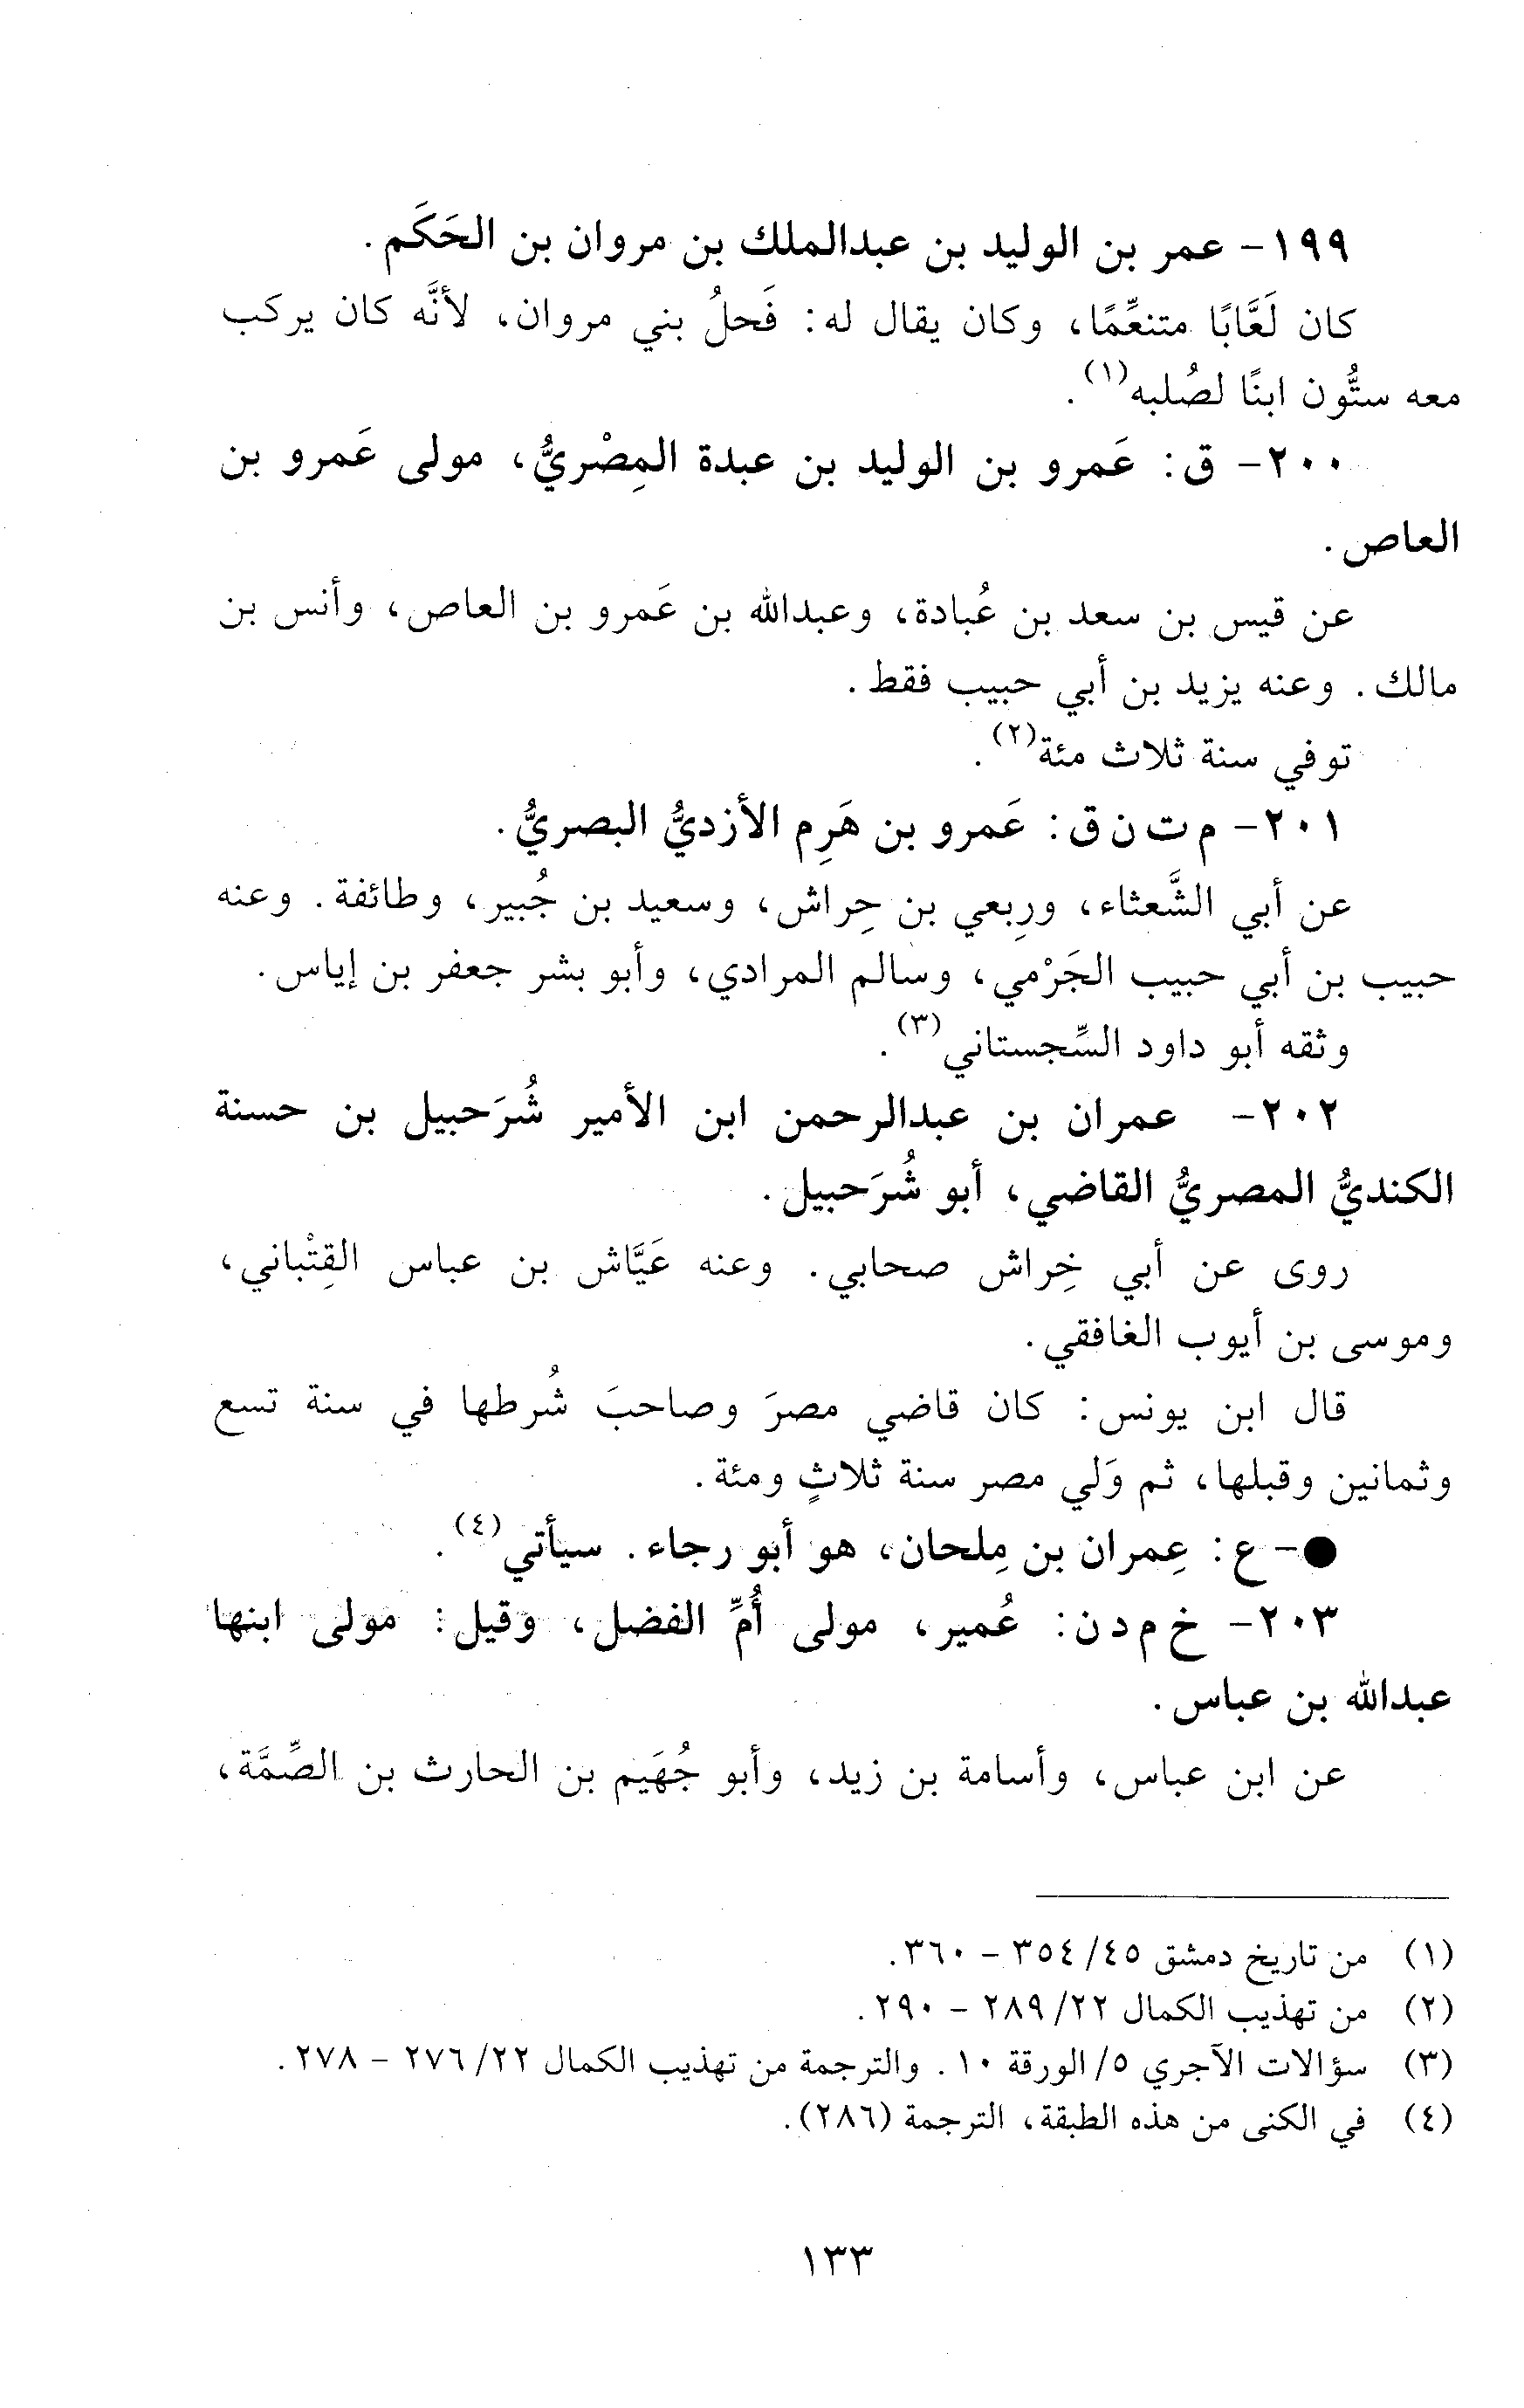 ١٩٩- عمر بن الوليد بن عبدالملك بن مروان بن الحَكَم.
كان لَعَّابًا متنعِّمًا، وكان يقال له: فَحلُ بني مروان، لأنَّه كان يركب
معه ستُّون ابنًا لصُلبه(١).
٢٠٠- ق: عَمرو بن الوليد بن عبدة المِصْريُّ، مولى عَمرو بن
العاص.
عن قيس بن سعد بن عُبادة، وعبدالله بن عَمرو بن العاص، وأنس بن
مالك. وعنه يزيد بن أبي حبيب فقط.
توفي سنة ثلاث مئة(٢).
٢٠١- م ت ن ق: عَمرو بن هَرِم الأزديُّ البصريُّ.
عن أبي الشَّعثاء، ورِبعي بن حِراش، وسعيد بن جُبير، وطائفة. وعنه
حبيب بن أبي حبيب الجَرْمي، وسالم المرادي، وأبو بشر جعفر بن إياس.
وثقه أبو داود السِّجستاني(٣).
٢٠٢- عمران بن عبدالرحمن ابن الأمير شُرَحبيل بن حسنة
الكنديُّ المصريُّ القاضي، أبو شُرَحبيل.
روى عن أبي خِراش صحابي. وعنه عَيَّاش بن عباس القِتْباني،
وموسى بن أيوب الغافقي.
قال ابن يونس: كان قاضي مصرَ وصاحبَ شُرطها في سنة تسع
وثمانين وقبلها، ثم وَلي مصر سنة ثلاثٍ ومئة.
●- ع: عِمران بن مِلحان، هو أبو رجاء. سيأتي(٤).
٢٠٣- خ م د ن: عُمير، مولى أُمِّ الفضل، وقيل: مولى ابنها
عبدالله بن عباس.
عن ابن عباس، وأسامة بن زيد، وأبو جُهَيم بن الحارث بن الصِّمَّة،
(١) من تاريخ دمشق ٤٥/ ٣٥٤ - ٣٦٠.
(٢) من تهذيب الكمال ٢٢/ ٢٨٩ - ٢٩٠.
(٣) سؤالات الآجري ٥/ الورقة ١٠. والترجمة من تهذيب الكمال ٢٢/ ٢٧٦ - ٢٧٨.
(٤) في الكنى من هذه الطبقة، الترجمة (٢٨٦).
١٣٣